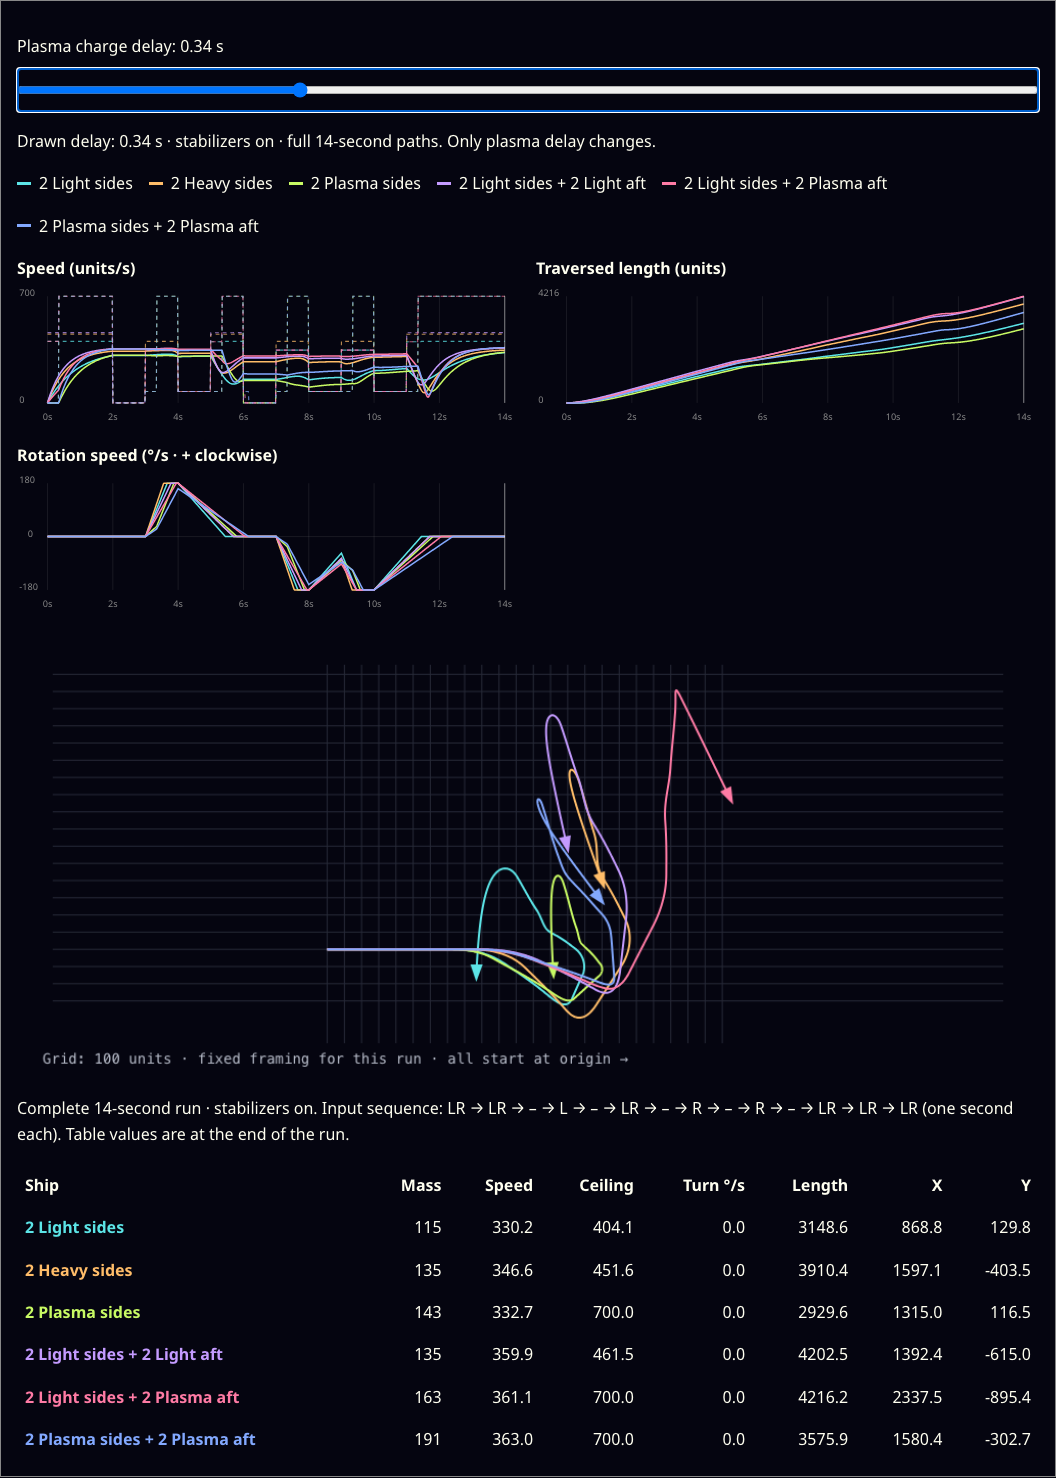 Plasma charge delay: 0.34 s
Drawn delay: 0.34 s · stabilizers on · full 14-second paths. Only plasma delay changes.
2 Light sides 2 Heavy sides 2 Plasma sides 2 Light sides + 2 Light aft 2 Light sides + 2 Plasma aft
2 Plasma sides + 2 Plasma aft
Speed (units/s)
700
0
0s 2s 4s 6s 8s 10s 12s 14s
Traversed length (units)
4216
0
0s 2s 4s 6s 8s 10s 12s 14s
Rotation speed (°/s · + clockwise)
180
0
-180
0s 2s 4s 6s 8s 10s 12s 14s
Grid: 100 units · fixed framing for this run · all start at origin →
Complete 14-second run · stabilizers on. Input sequence: LR → LR → – → L → – → LR → – → R → – → R → – → LR → LR → LR (one second
each). Table values are at the end of the run.
Ship Mass Speed Ceiling Turn °/s Length X Y
2 Light sides 115 330.2 404.1 0.0 3148.6 868.8 129.8
2 Heavy sides 135 346.6 451.6 0.0 3910.4 1597.1 -403.5
2 Plasma sides 143 332.7 700.0 0.0 2929.6 1315.0 116.5
2 Light sides + 2 Light aft 135 359.9 461.5 0.0 4202.5 1392.4 -615.0
2 Light sides + 2 Plasma aft 163 361.1 700.0 0.0 4216.2 2337.5 -895.4
2 Plasma sides + 2 Plasma aft 191 363.0 700.0 0.0 3575.9 1580.4 -302.7